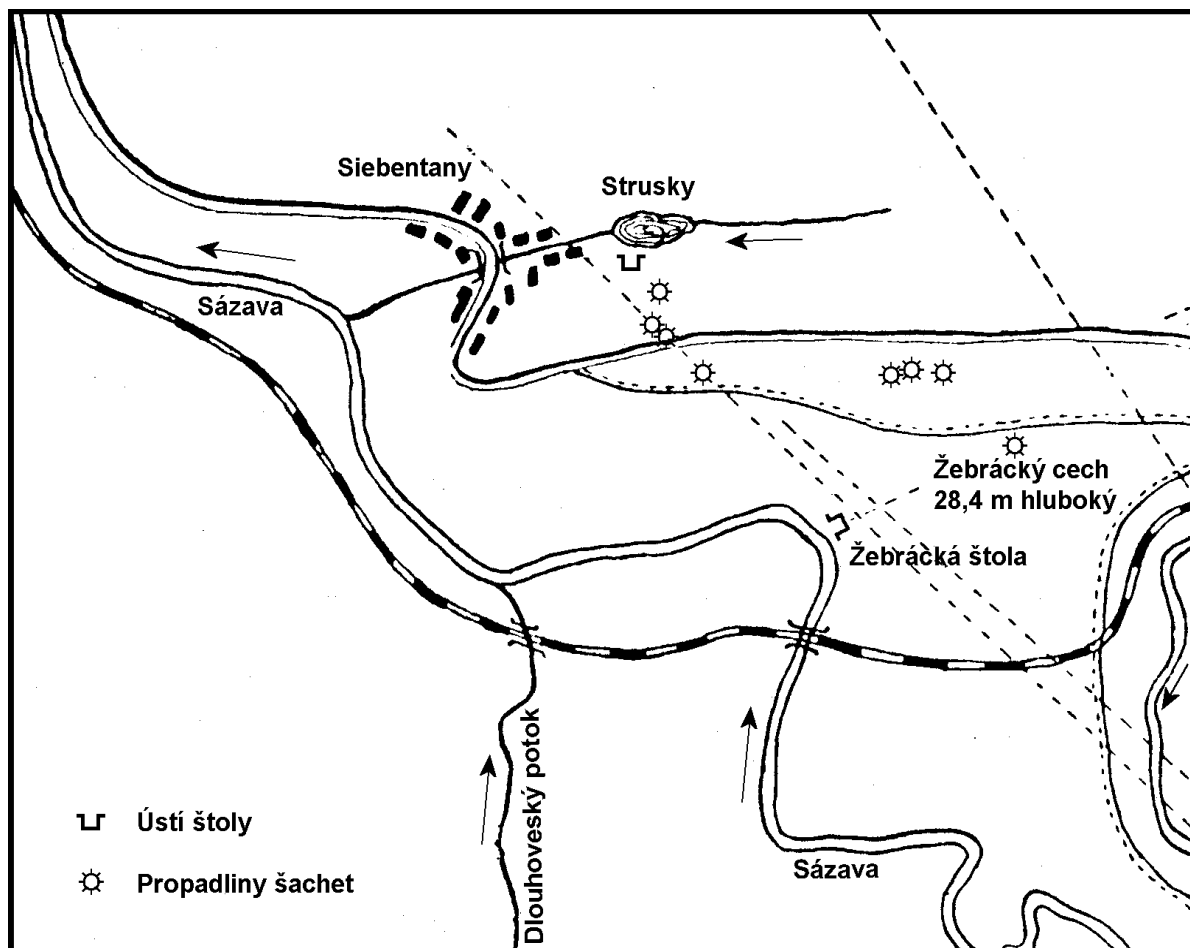 Siebentany
Strusky
Sázava
Žebrácký cech
28,4 m hluboký
Žebrácká štola
Dlouhoveský potok
Sázava
Ústí štoly
Propadliny šachet